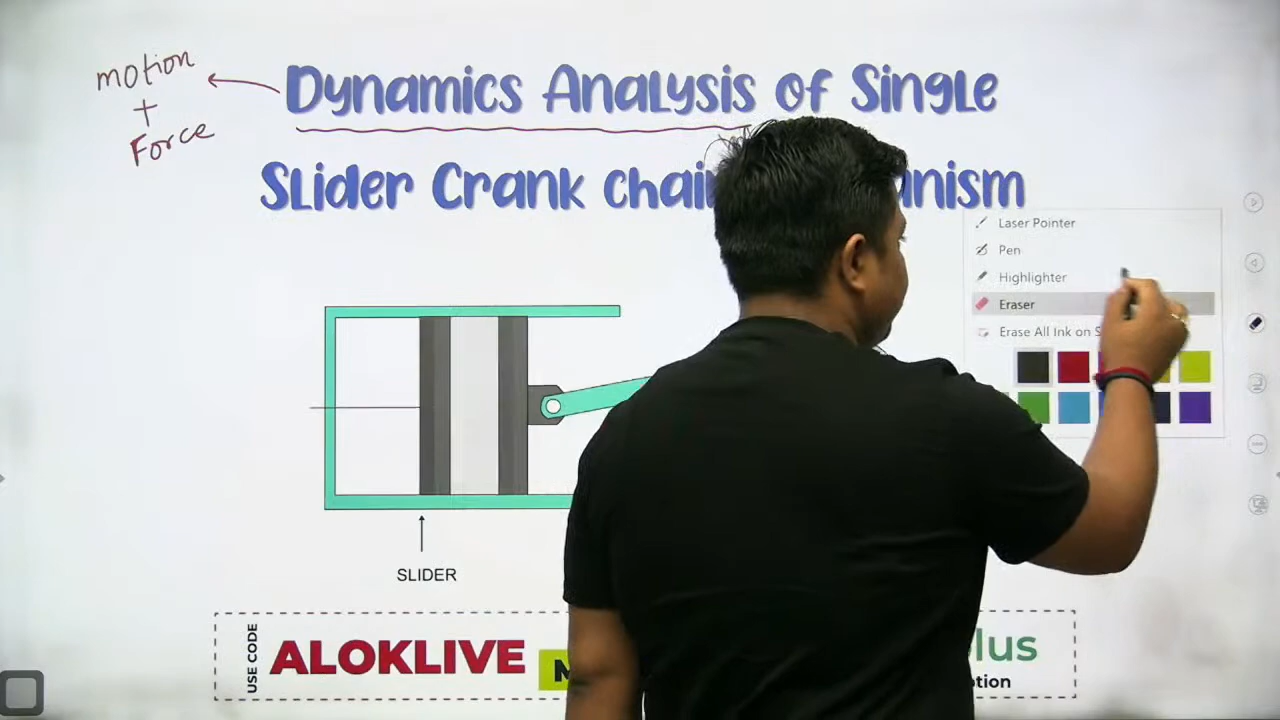 motion
+
Force
Dynamics Analysis of Single
Slider Crank chai anism
Laser Pointer
Pen
Highlighter
Eraser
Erase All Ink on S
SLIDER
USE CODE
ALOKLIVE
M
lus
tion